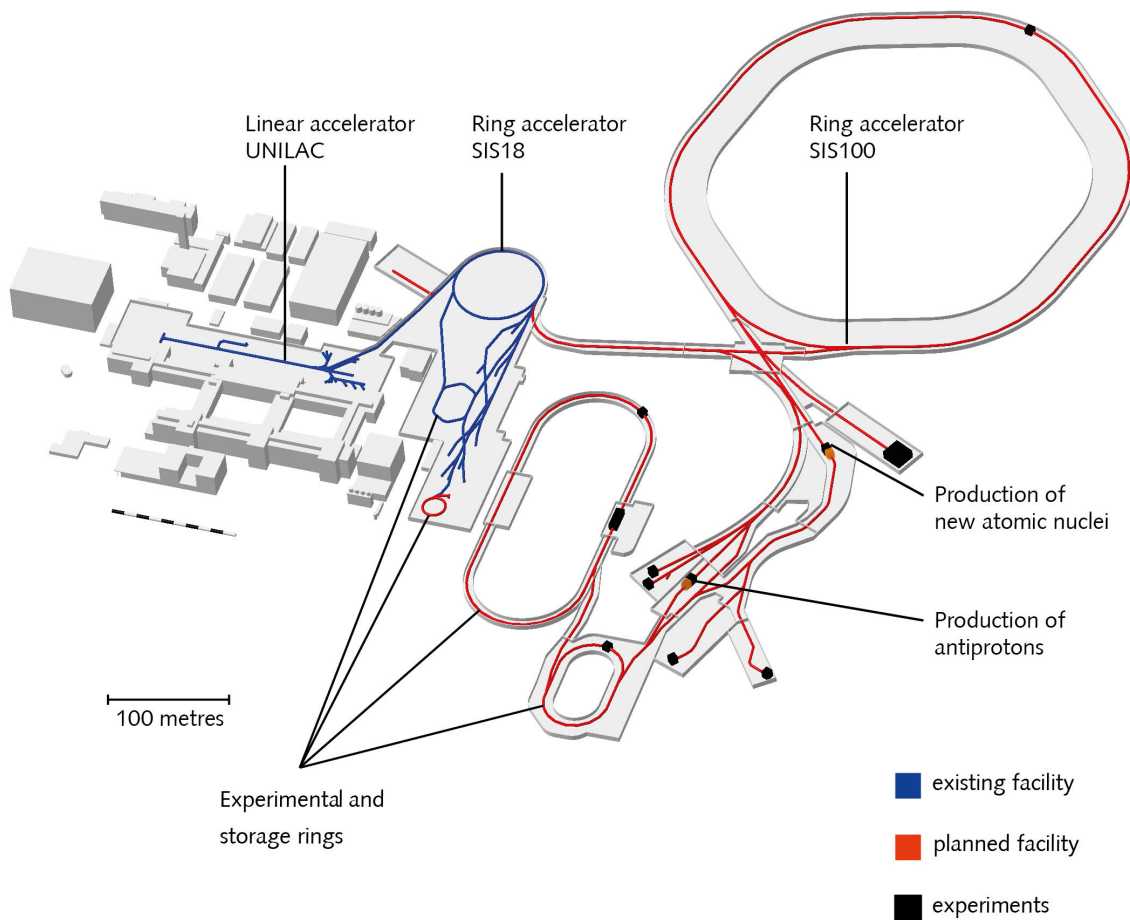 Linear accelerator
UNILAC
Ring accelerator
SIS18
Ring accelerator
SIS100
Production of
new atomic nuclei
Production of
antiprotons
100 metres
Experimental and
storage rings
existing facility
planned facility
experiments